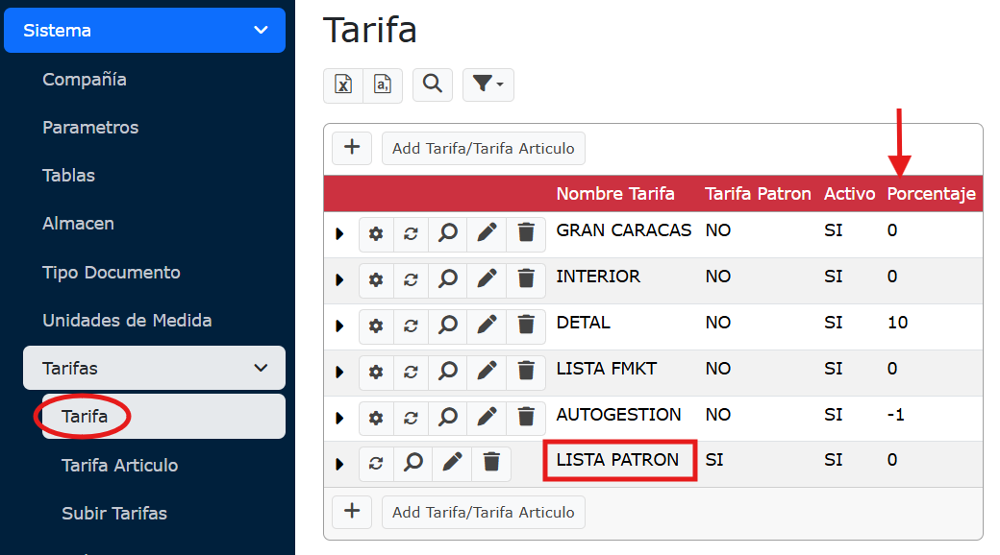 Sistema
Compañía
Parametros
Tablas
Almacen
Tipo Documento
Unidades de Medida
Tarifas
Tarifa
Tarifa Articulo
Subir Tarifas
Tarifa
Add Tarifa/Tarifa Articulo
Nombre Tarifa Tarifa Patron Activo Porcentaje
GRAN CARACAS NO SI 0
INTERIOR NO SI 0
DETAL NO SI 10
LISTA FMKT NO SI 0
AUTOGESTION NO SI -1
LISTA PATRON SI SI 0
Add Tarifa/Tarifa Articulo